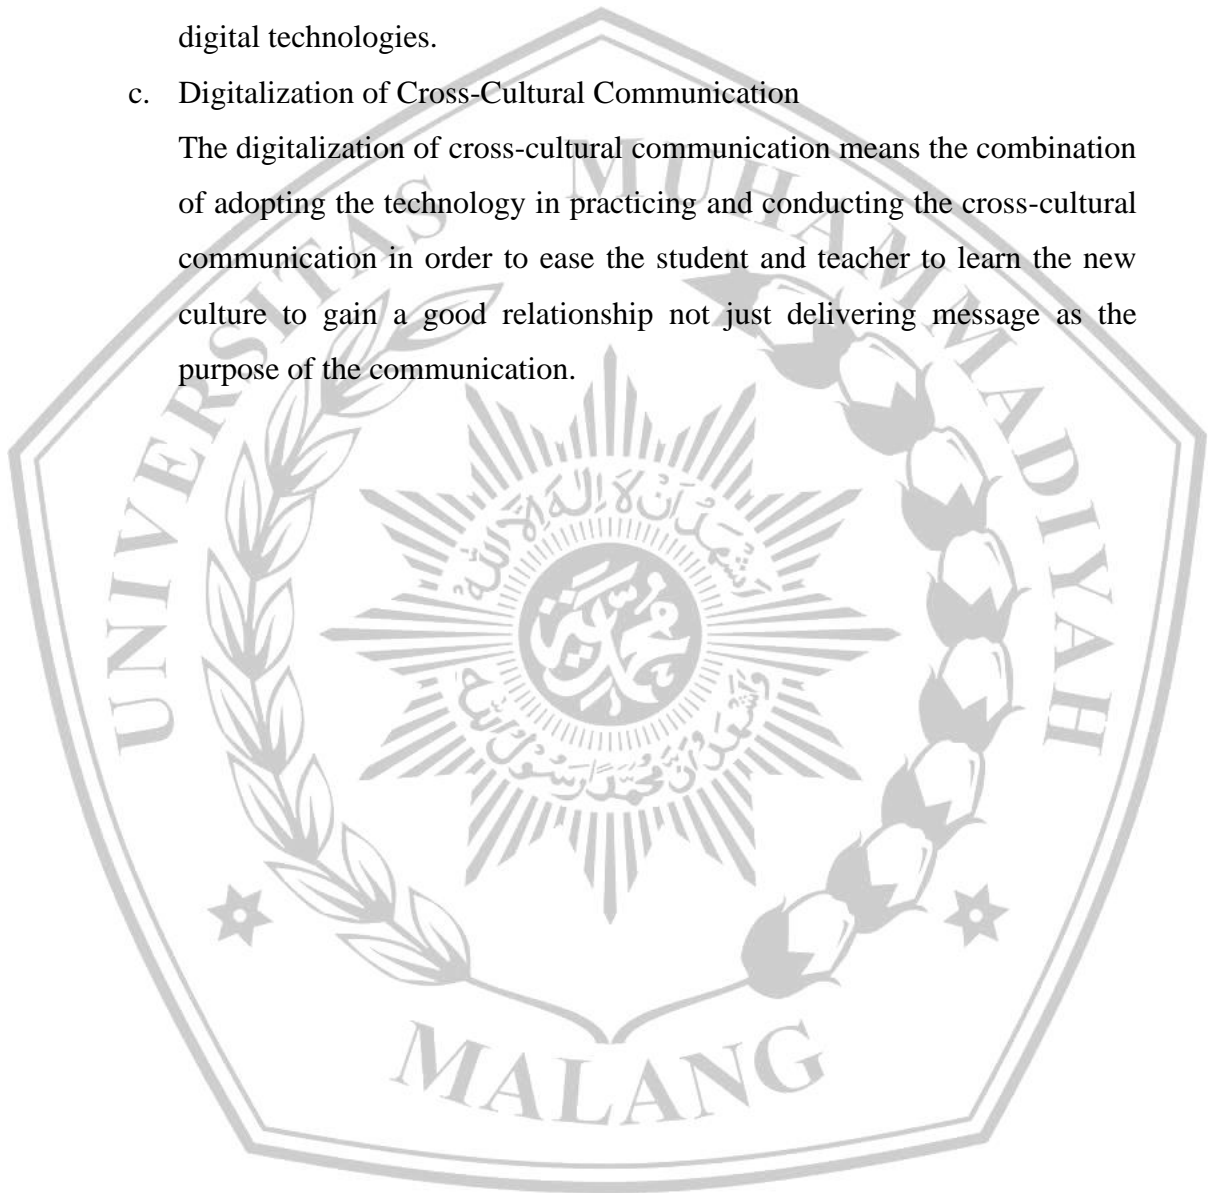 digital technologies.
c. Digitalization of Cross-Cultural Communication
The digitalization of cross-cultural communication means the combination
of adopting the technology in practicing and conducting the cross-cultural
communication in order to ease the student and teacher to learn the new
culture to gain a good relationship not just delivering message as the
purpose of the communication.
UNIVERSITAS MUHAMMADIYAH
MALANG